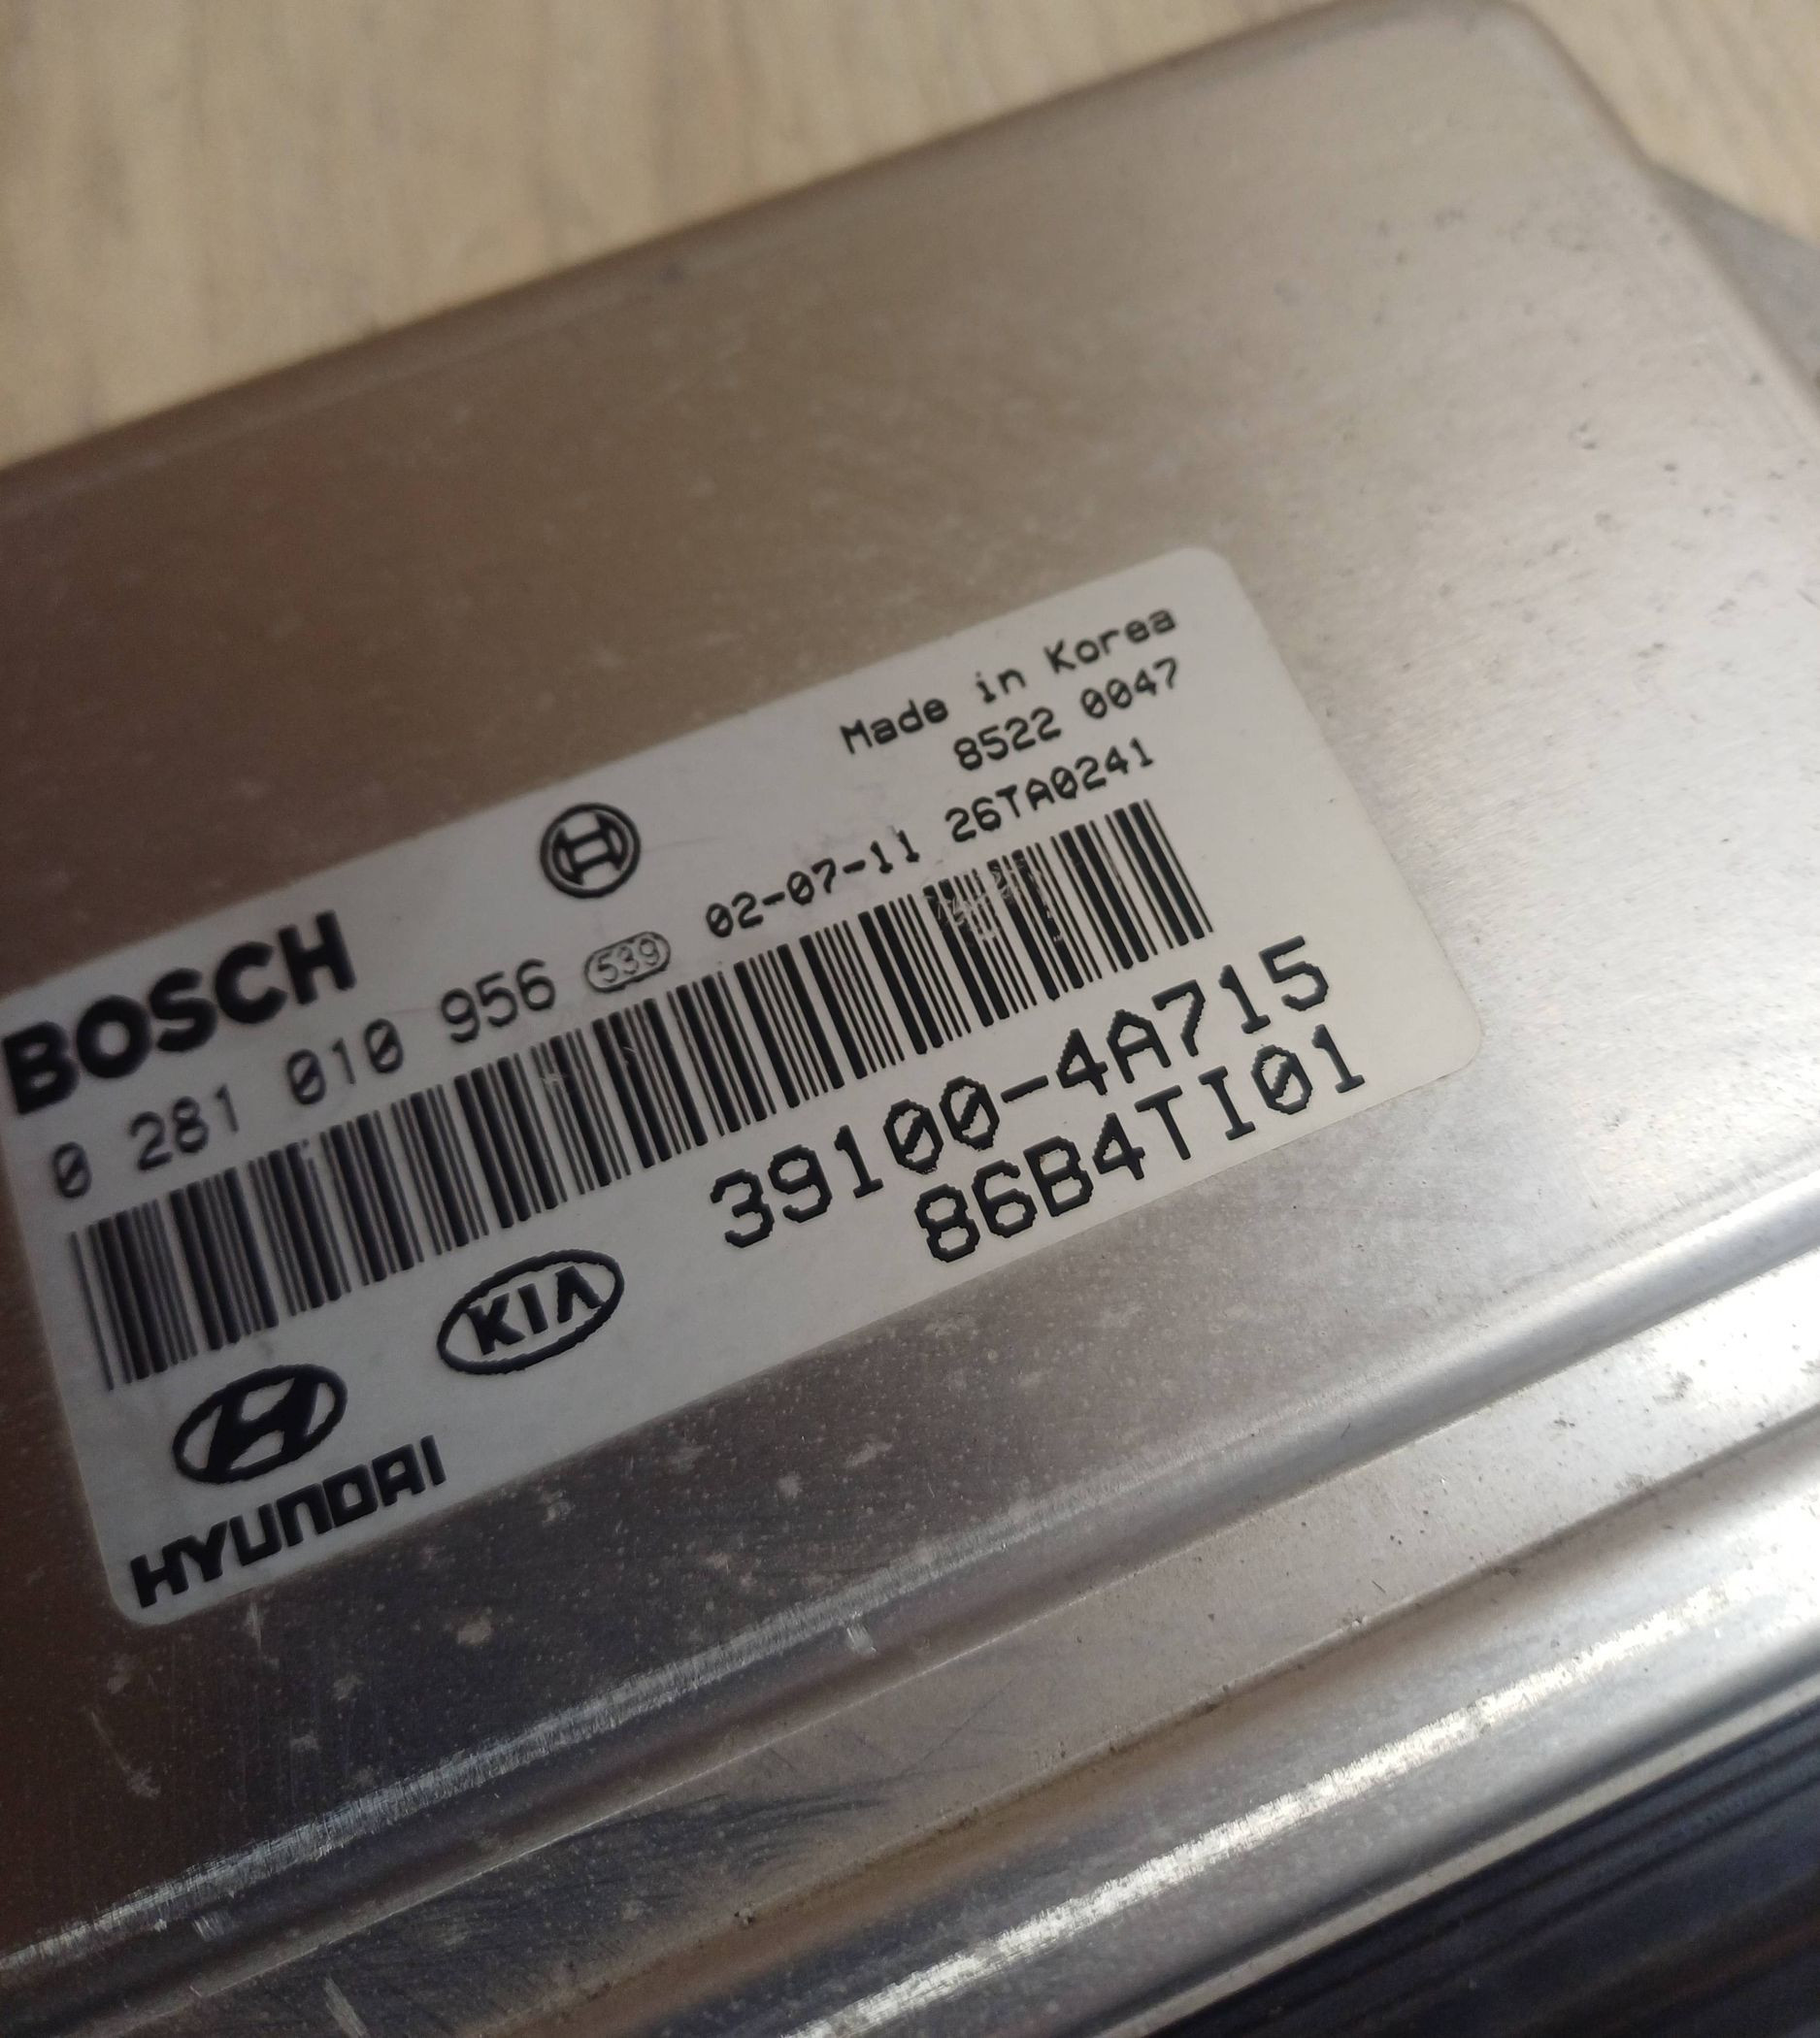 Made in Korea
8522 0047
BOSCH
0 281 010 956 539 02-07-11 26TA0241
39100-4A715
86B4TI01
KIA
HYUNDAI